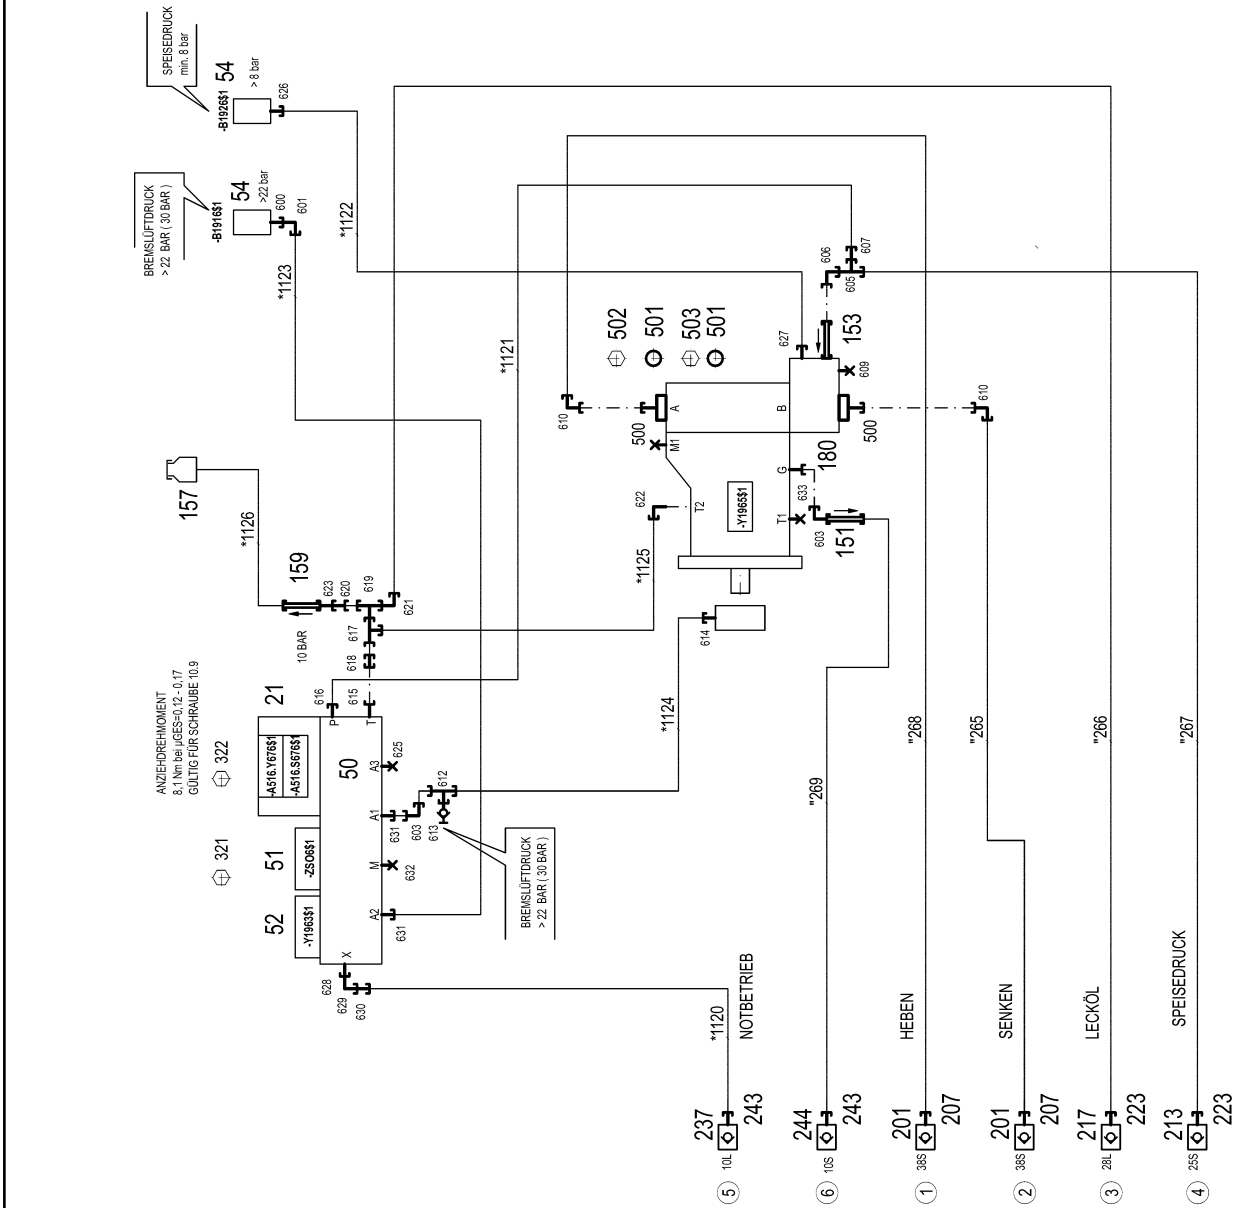 SPEISEDRUCK
min. 8 bar
-B1926$1
54
> 8 bar
626
BREMSLÜFTDRUCK
> 22 BAR ( 30 BAR )
-B1916$1
54
>22 bar
600
601
*1122
*1123
*1121
157
*1126
159
10 BAR
623
620
619
621
617
618
615
616
ANZIEHDREHMOMENT
8,1 Nm bei µGES=0,12 - 0,17
GÜLTIG FÜR SCHRAUBE 10.9
322
321
21
-A516.Y676$1
-A516.S676$1
50
51
-ZSO6$1
52
-Y1963$1
P
T
A3
625
A1
631
603
612
613
M
632
A2
631
X
628
629
630
BREMSLÜFTDRUCK
> 22 BAR ( 30 BAR )
502
501
503
501
627
606
607
605
153
609
610
500
A
B
M1
500
610
622
T2
G
180
633
-Y1965$1
T1
603
151
*1125
614
*1124
"269
"268
"265
"266
"267
*1120
NOTBETRIEB
HEBEN
SENKEN
LECKÖL
SPEISEDRUCK
237
243
10L
5
244
243
10S
6
201
207
38S
1
201
207
38S
2
217
223
28L
3
213
223
25S
4